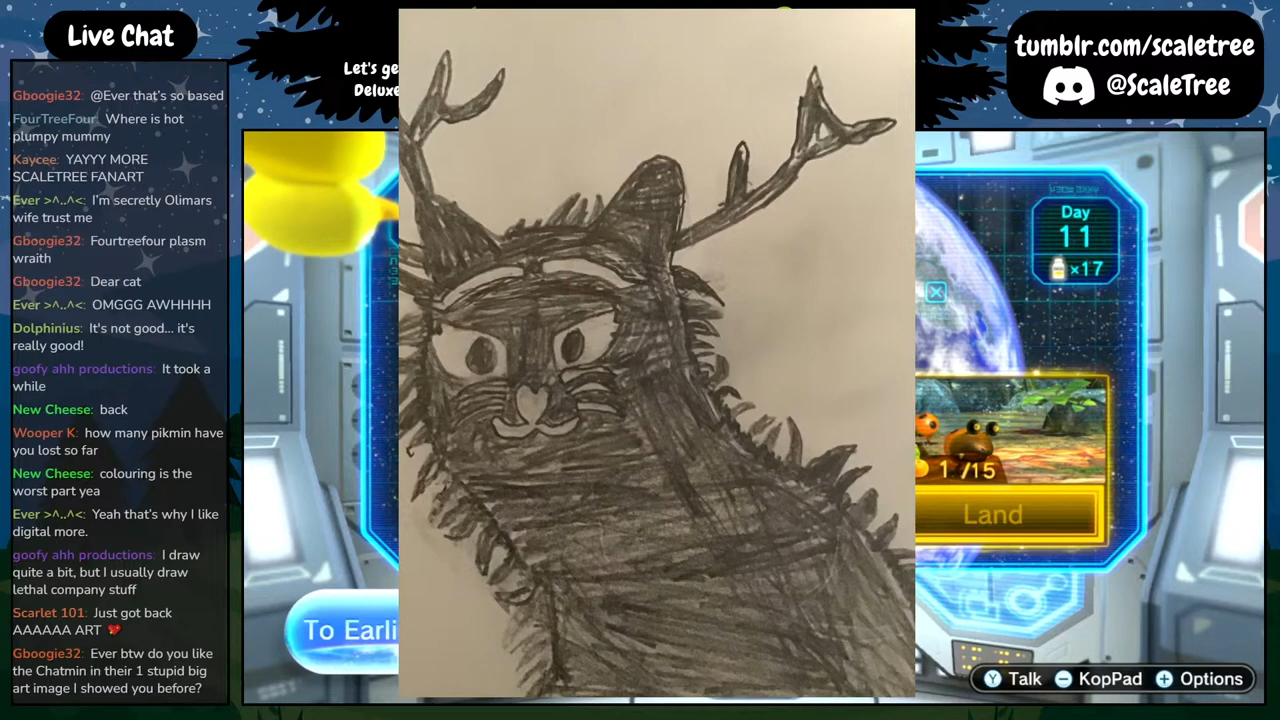 Live Chat
Gboogie32: @Ever that's so based
FourTreeFour: Where is hot
plumpy mummy
Kaycee: YAYYY MORE
SCALETREE FANART
Ever >^..^<: I'm secretly Olimars
wife trust me
Gboogie32: Fourtreefour plasm
wraith
Gboogie32: Dear cat
Ever >^..^<: OMGGG AWHHHH
Dolphinius: It's not good... it's
really good!
goofy ahh productions: It took a
while
New Cheese: back
Wooper K: how many pikmin have
you lost so far
New Cheese: colouring is the
worst part yea
Ever >^..^<: Yeah that's why I like
digital more.
goofy ahh productions: I draw
quite a bit, but I usually draw
lethal company stuff
Scarlet 101: Just got back
AAAAAA ART
Gboogie32: Ever btw do you like
the Chatmin in their 1 stupid big
art image I showed you before?
Let's ge
Deluxe
tumblr.com/scaletree
@ScaleTree
Day
11
×17
1 /15
Land
To Earli
Y Talk - KopPad + Options